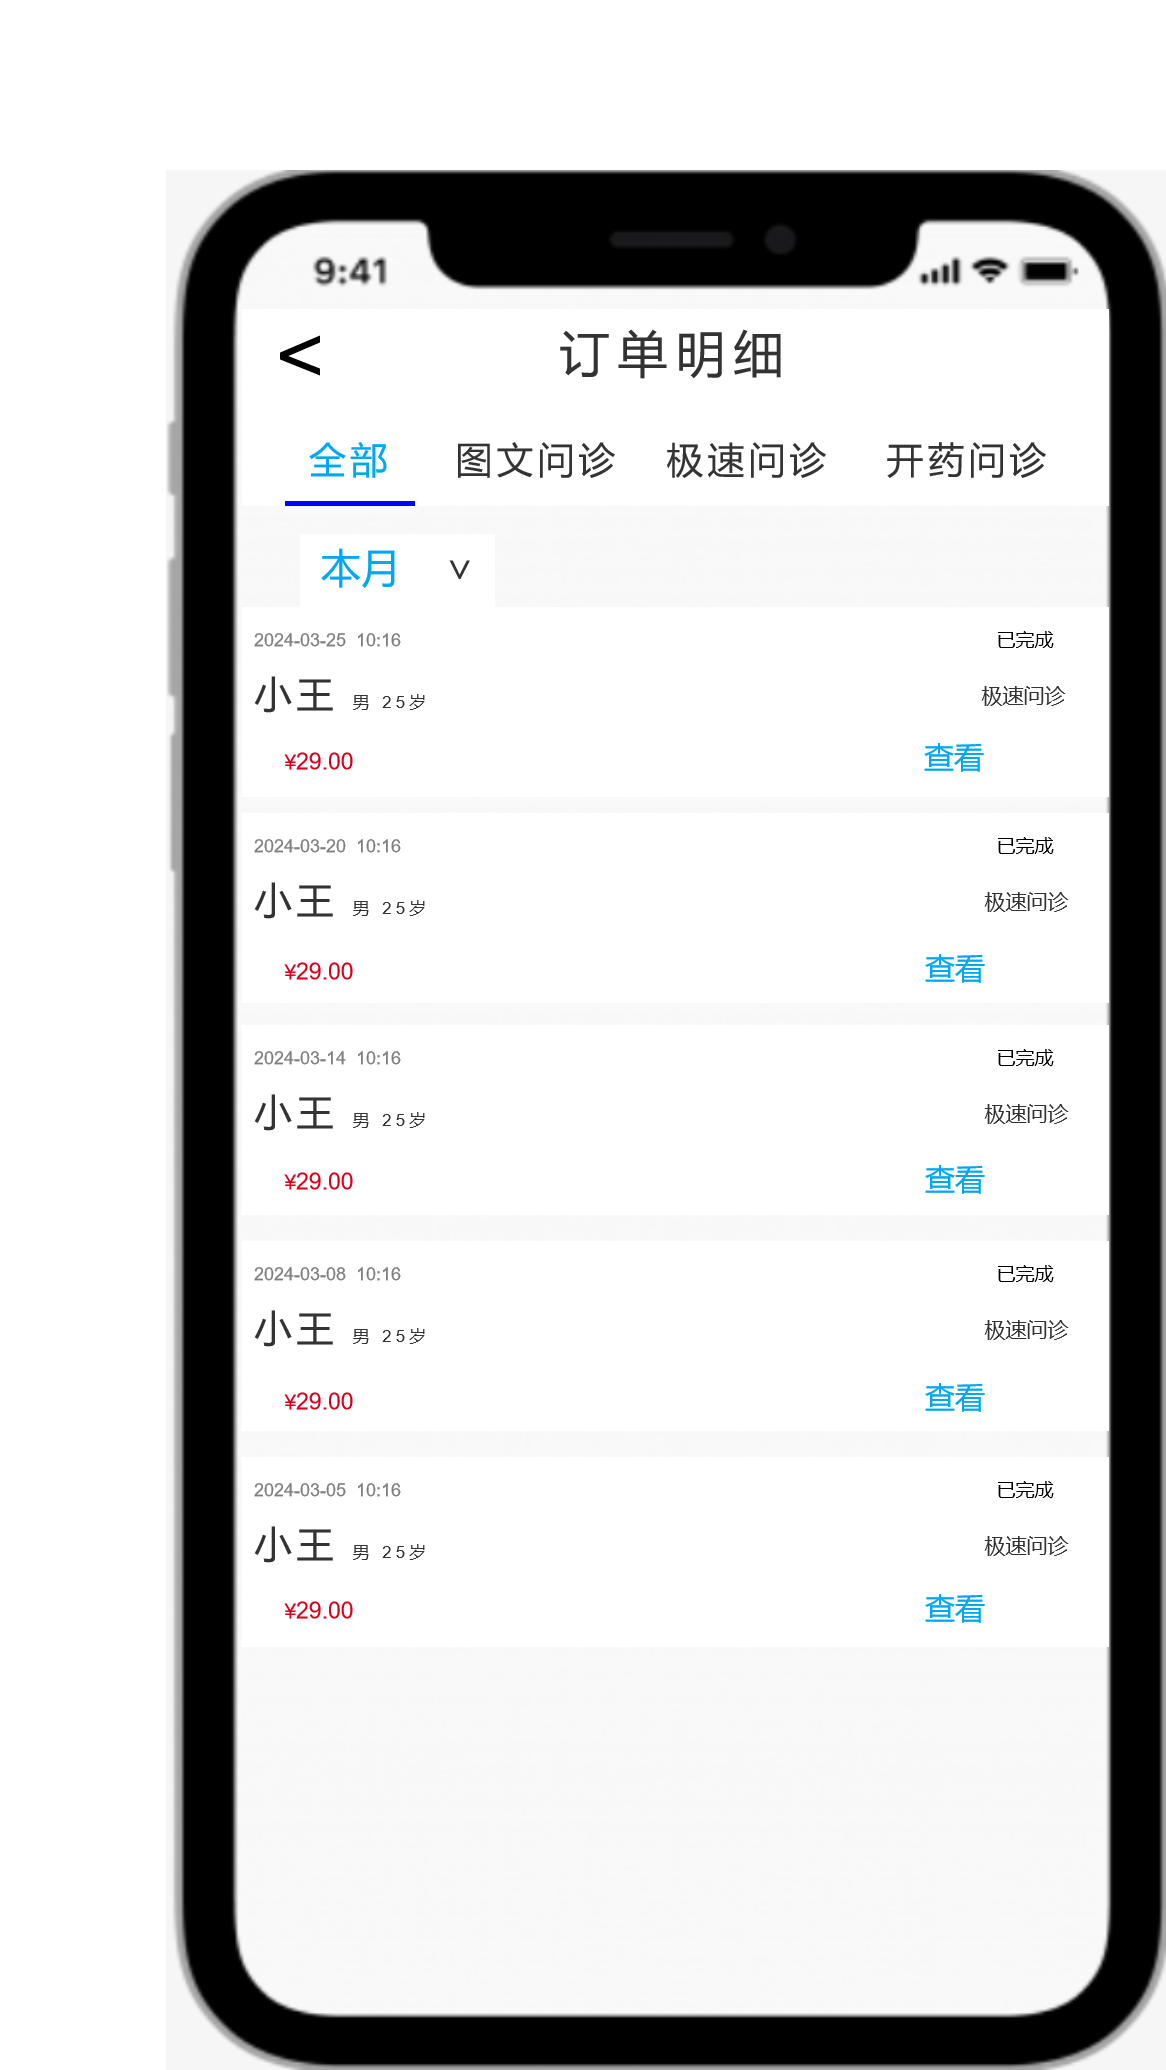 9:41
< 订单明细
全部 图文问诊 极速问诊 开药问诊
本月 >
2024-03-25 10:16 已完成
小王 男 25岁 极速问诊
¥29.00 查看
2024-03-20 10:16 已完成
小王 男 25岁 极速问诊
¥29.00 查看
2024-03-14 10:16 已完成
小王 男 25岁 极速问诊
¥29.00 查看
2024-03-08 10:16 已完成
小王 男 25岁 极速问诊
¥29.00 查看
2024-03-05 10:16 已完成
小王 男 25岁 极速问诊
¥29.00 查看